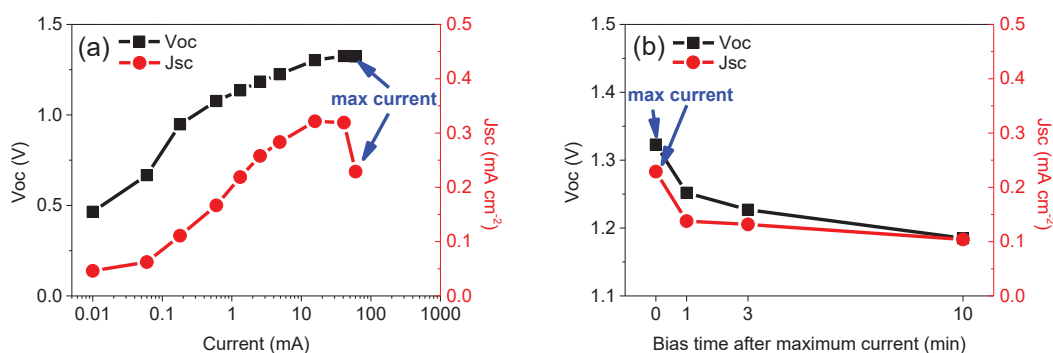 (a)
Voc
Jsc
max current
1.5
1.0
0.5
0.0
Voc (V)
0.5
0.4
0.3
0.2
0.1
0.0
Jsc (mA cm-2)
0.01 0.1 1 10 100 1000
Current (mA)
(b)
Voc
Jsc
max current
1.5
1.4
1.3
1.2
1.1
Voc (V)
0.5
0.4
0.3
0.2
0.1
0.0
Jsc (mA cm-2)
0 1 3 10
Bias time after maximum current (min)